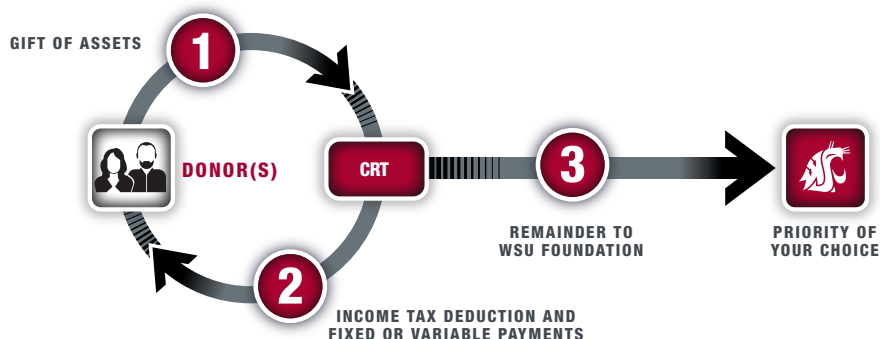 GIFT OF ASSETS
1
DONOR(S)
CRT
3
WSC
REMAINDER TO
WSU FOUNDATION
PRIORITY OF
YOUR CHOICE
2
INCOME TAX DEDUCTION AND
FIXED OR VARIABLE PAYMENTS